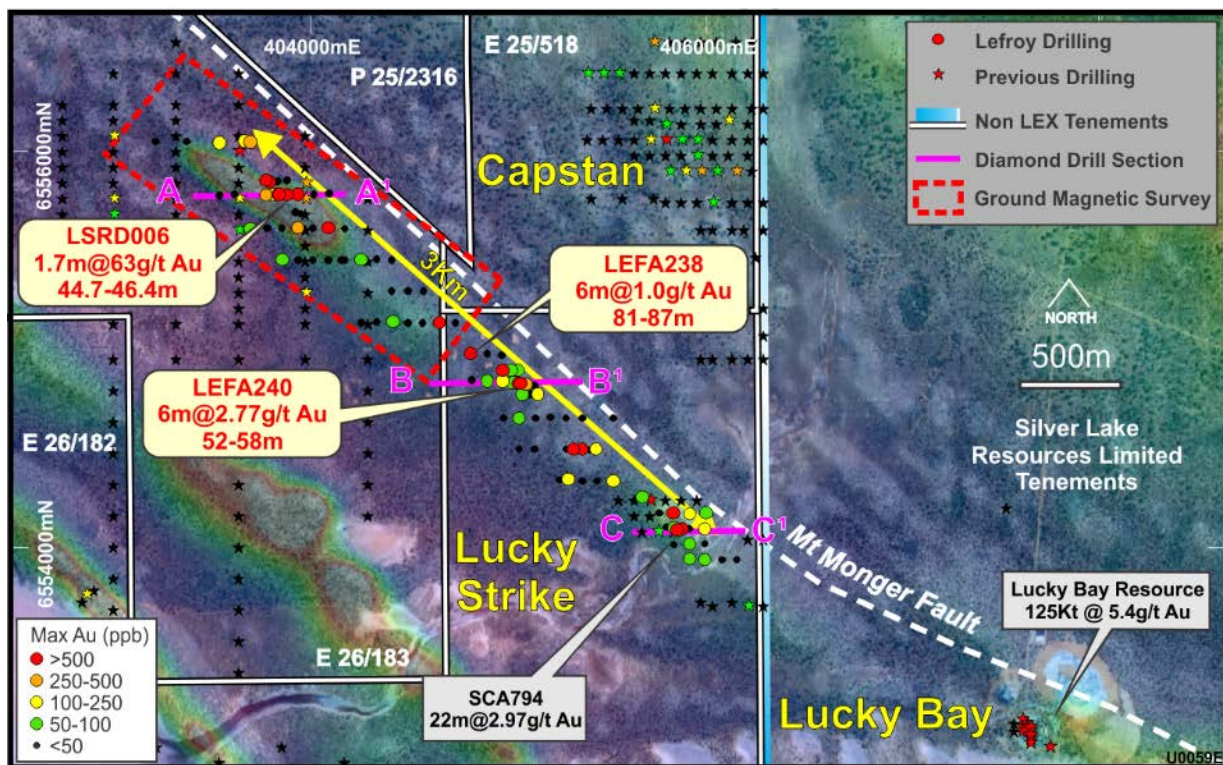 404000mE
E 25/518
406000mE
P 25/2316
Lefroy Drilling
Previous Drilling
Non LEX Tenements
Diamond Drill Section
Ground Magnetic Survey
6556000mN
Capstan
A
A¹
LSRD006
1.7m@63g/t Au
44.7-46.4m
3Km
LEFA238
6m@1.0g/t Au
81-87m
NORTH
500m
B
B¹
LEFA240
6m@2.77g/t Au
52-58m
E 26/182
Silver Lake
Resources Limited
Tenements
6554000mN
Lucky
Strike
C
C¹
Mt Monger Fault
Lucky Bay Resource
125Kt @ 5.4g/t Au
Max Au (ppb)
>500
250-500
100-250
50-100
<50
E 26/183
SCA794
22m@2.97g/t Au
Lucky Bay
U0059E